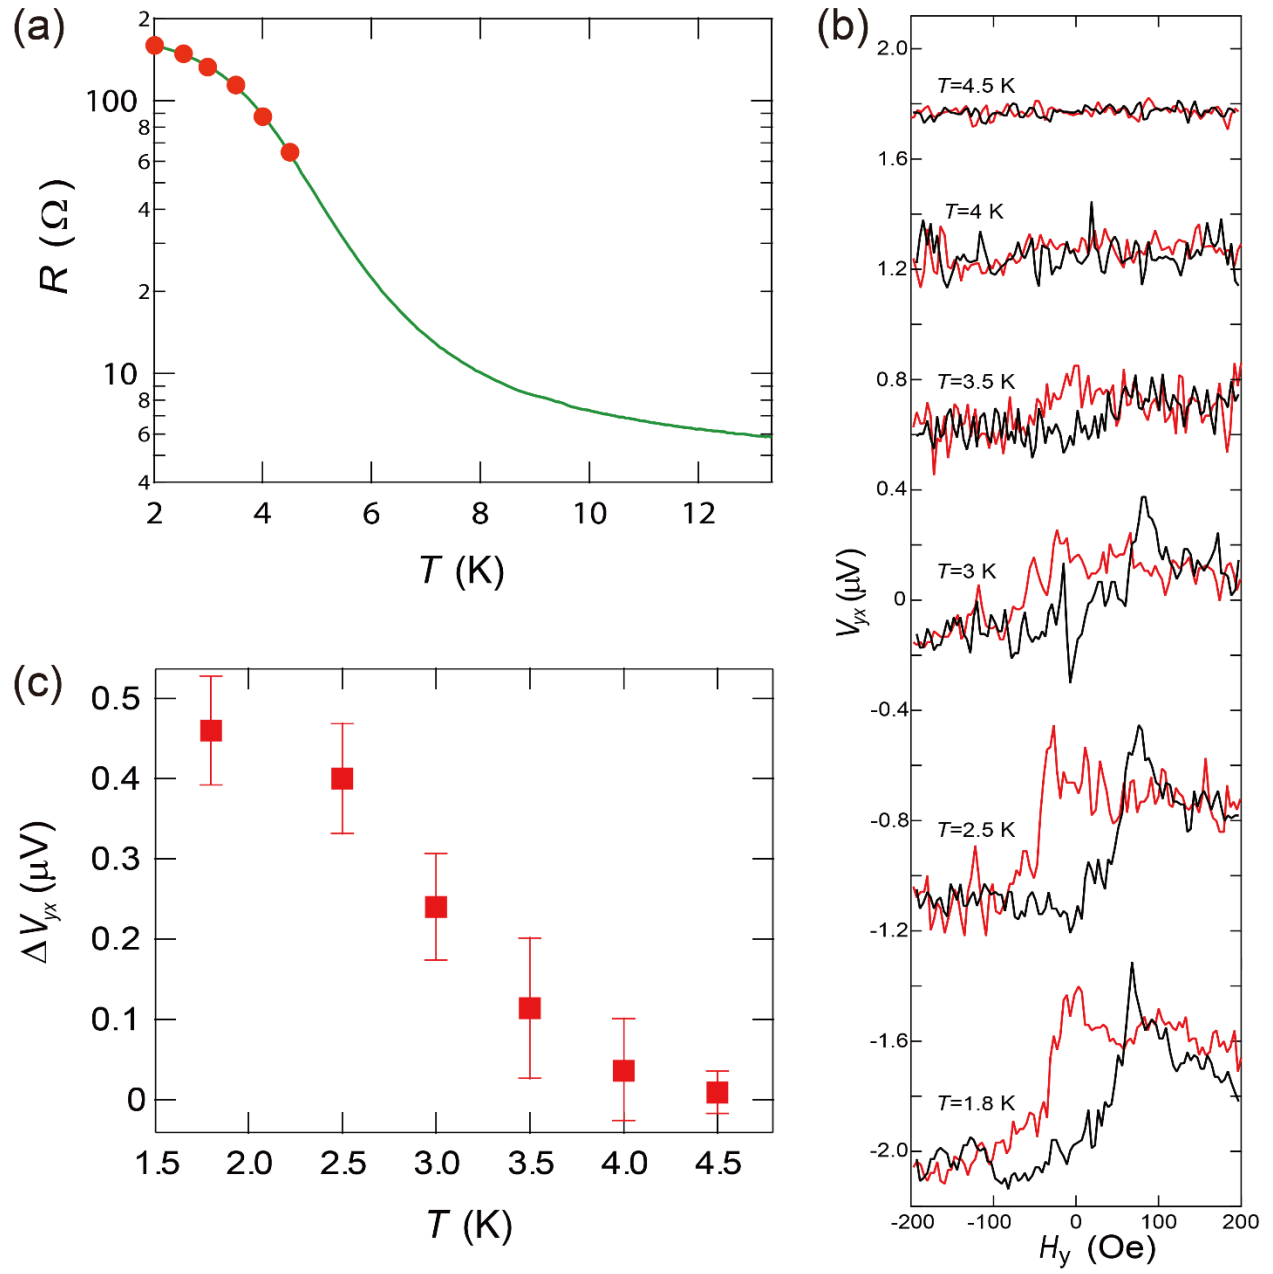 (a)
2
100
8
6
4
2
10
8
6
4
R (Ω)
2 4 6 8 10 12
T (K)
(b)
2.0
1.6
1.2
0.8
0.4
0
-0.4
-0.8
-1.2
-1.6
-2.0
Vyx (μV)
T=4.5 K
T=4 K
T=3.5 K
T=3 K
T=2.5 K
T=1.8 K
-200 -100 0 100 200
Hy (Oe)
(c)
0.5
0.4
0.3
0.2
0.1
0
ΔVyx (μV)
1.5 2.0 2.5 3.0 3.5 4.0 4.5
T (K)